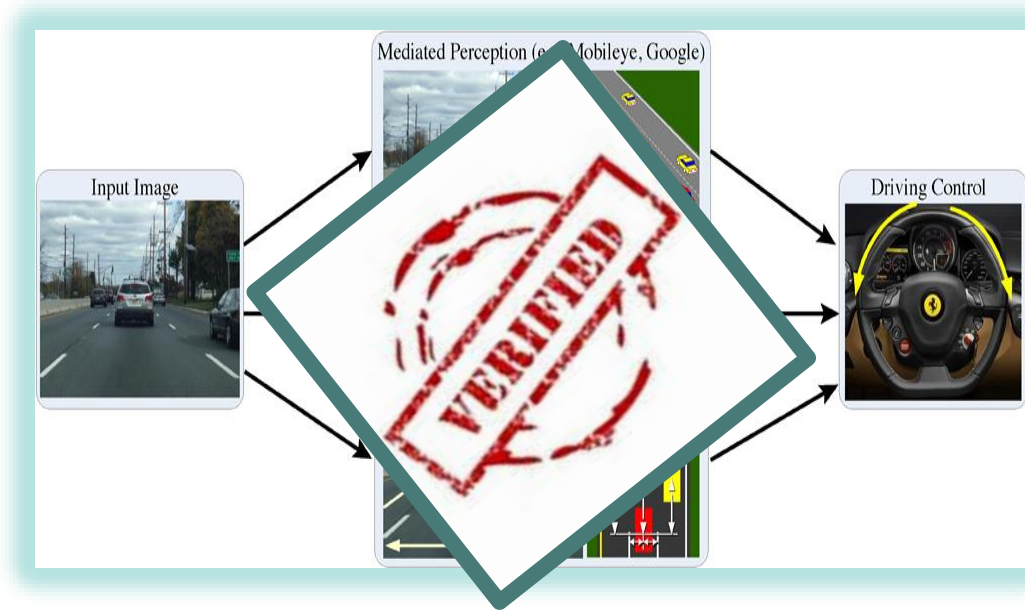 Mediated Perception (e. Mobileye, Google)
Input Image
Driving Control
VERIFIED